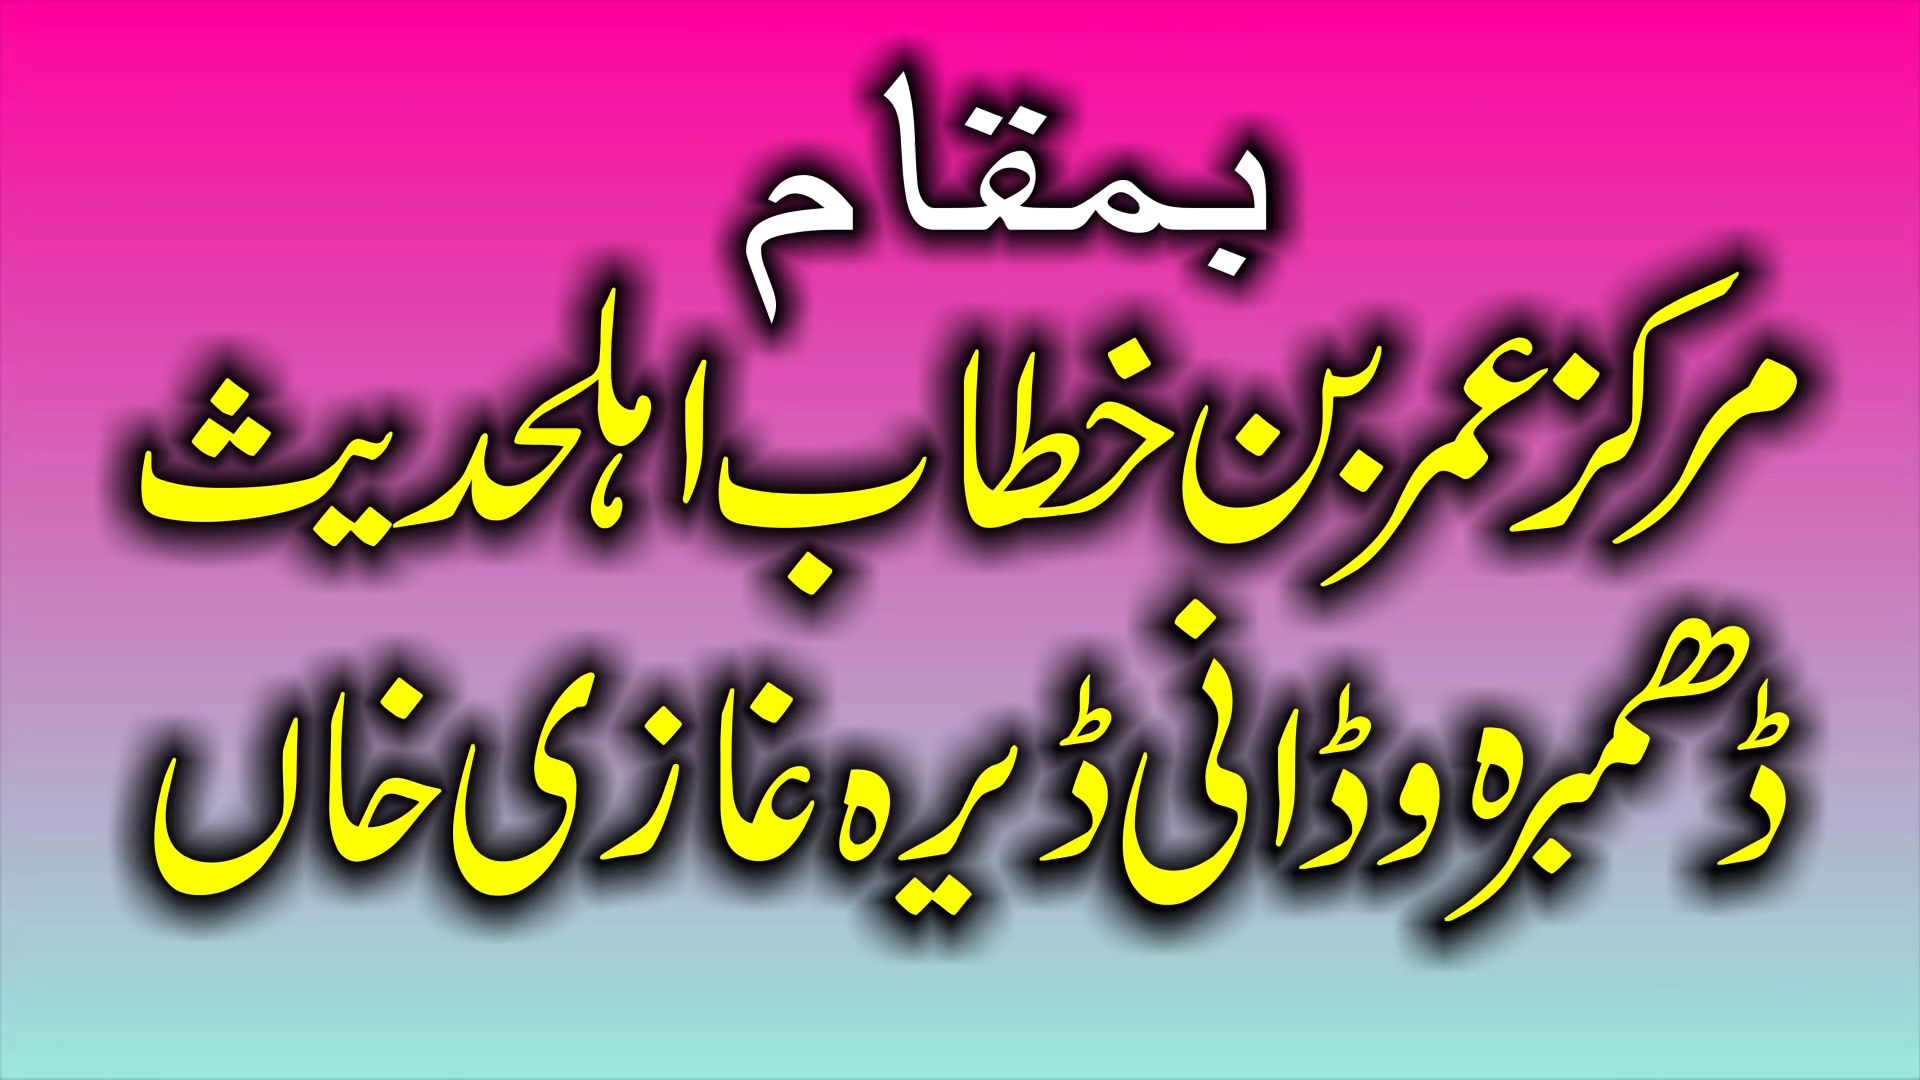 بمقام
مرکز عمر بن خطاب اہلحدیث
ڈھمبرہ وڈانی ڈیرہ غازی خاں